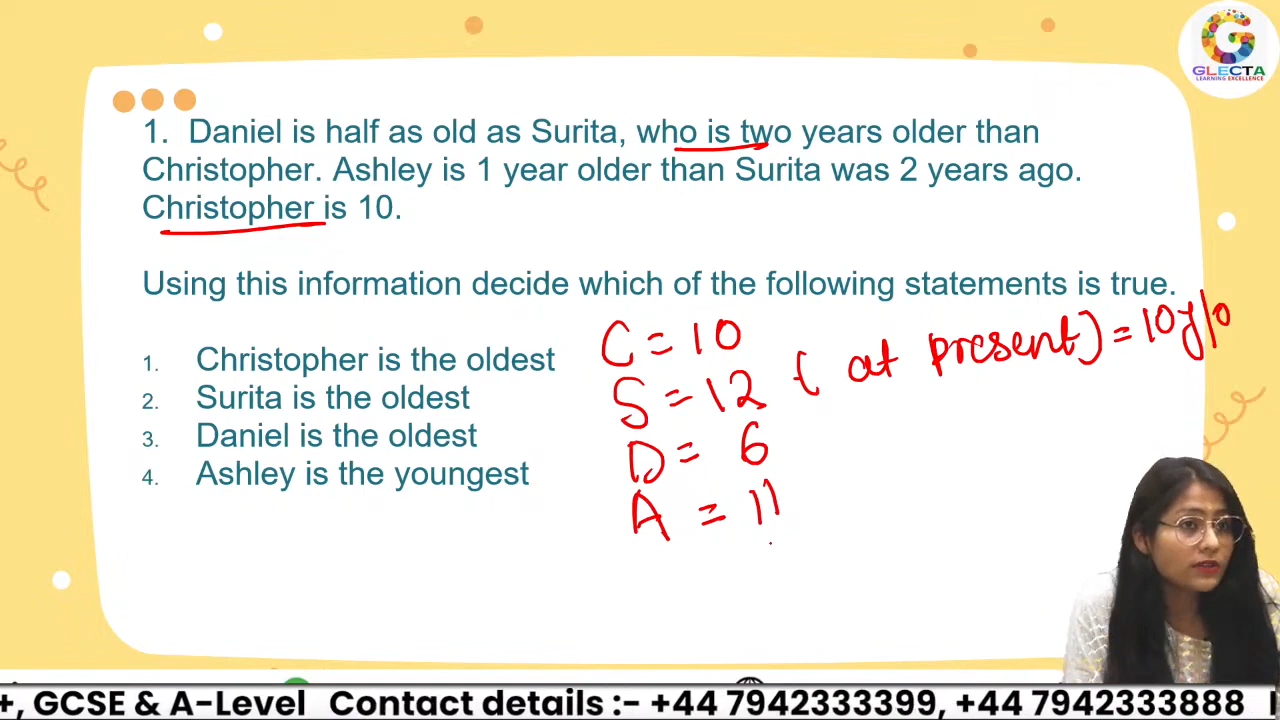 GLECTA
LEARNING EXCELLENCE
1. Daniel is half as old as Surita, who is two years older than
Christopher. Ashley is 1 year older than Surita was 2 years ago.
Christopher is 10.
Using this information decide which of the following statements is true.
1. Christopher is the oldest
2. Surita is the oldest
3. Daniel is the oldest
4. Ashley is the youngest
C = 10
S = 12 ( at present) = 10y/o
D = 6
A = 11
+, GCSE & A-Level Contact details :- +44 7942333399, +44 7942333888